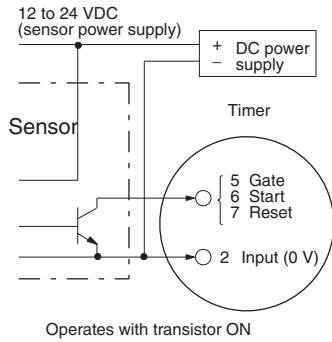 12 to 24 VDC
(sensor power supply)
+ DC power
− supply
Timer
Sensor
5 Gate
6 Start
7 Reset
2 Input (0 V)
Operates with transistor ON